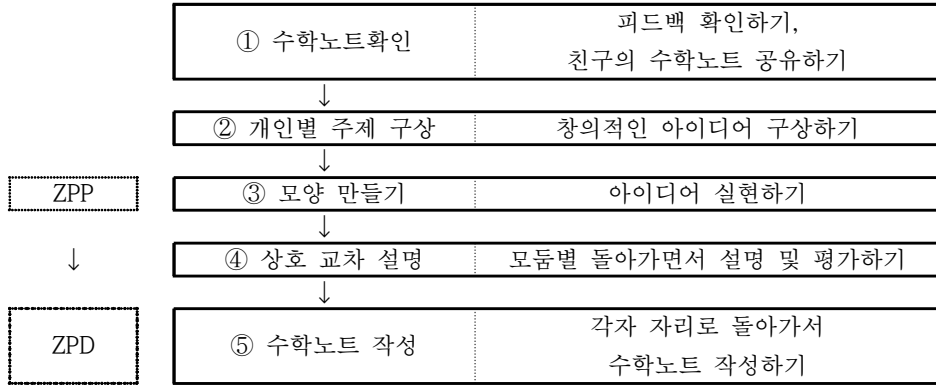 ① 수학노트확인
피드백 확인하기,
친구의 수학노트 공유하기
↓
② 개인별 주제 구상
창의적인 아이디어 구상하기
↓
ZPP
③ 모양 만들기
아이디어 실현하기
↓
↓
④ 상호 교차 설명
모둠별 돌아가면서 설명 및 평가하기
↓
ZPD
⑤ 수학노트 작성
각자 자리로 돌아가서
수학노트 작성하기